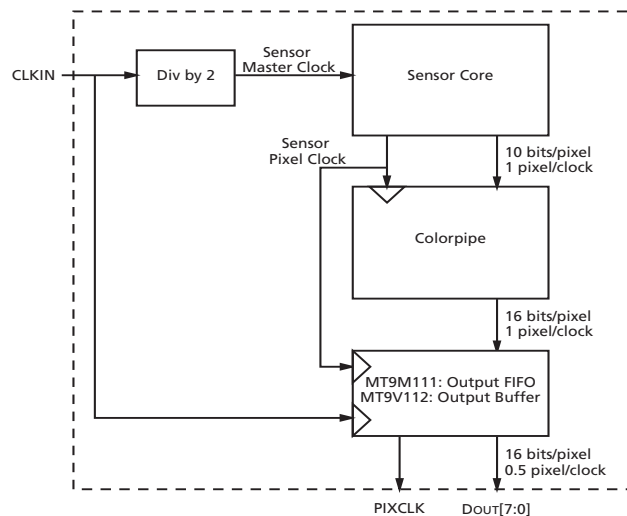 Sensor
Master Clock
CLKIN
Div by 2
Sensor Core
Sensor
Pixel Clock
10 bits/pixel
1 pixel/clock
Colorpipe
16 bits/pixel
1 pixel/clock
MT9M111: Output FIFO
MT9V112: Output Buffer
16 bits/pixel
0.5 pixel/clock
PIXCLK
DOUT[7:0]